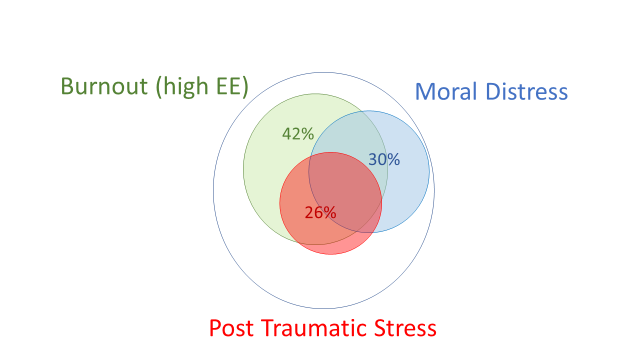 Burnout (high EE)
Moral Distress
42%
30%
26%
Post Traumatic Stress